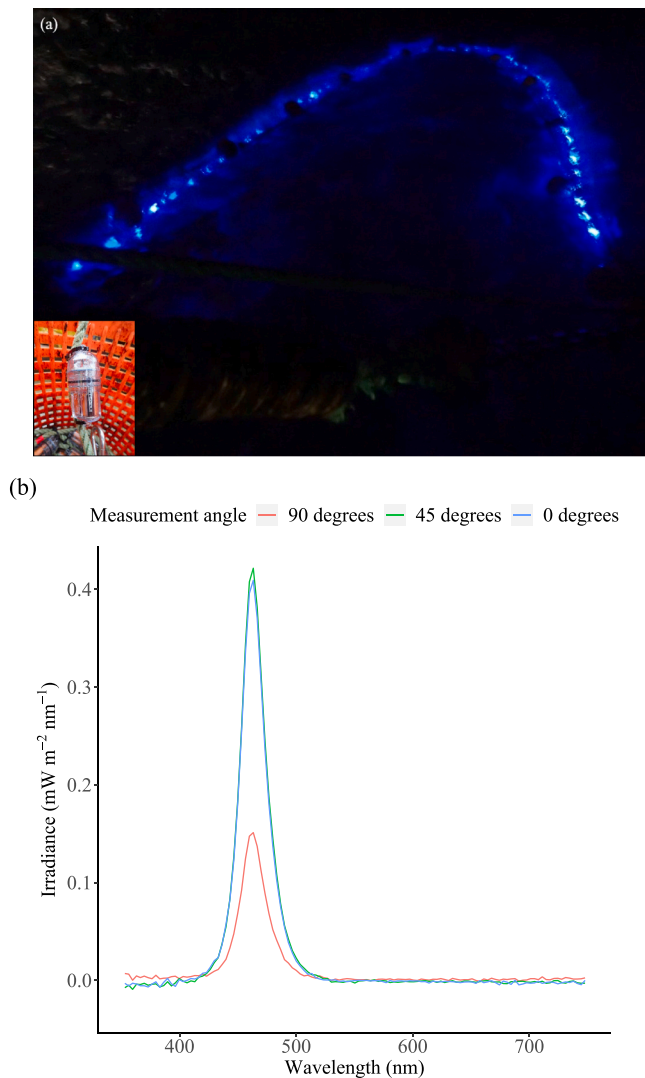 (a)
(b)
Measurement angle 90 degrees 45 degrees 0 degrees
0.4
0.3
0.2
0.1
0.0
Irradiance (mW m⁻² nm⁻¹)
400 500 600 700
Wavelength (nm)